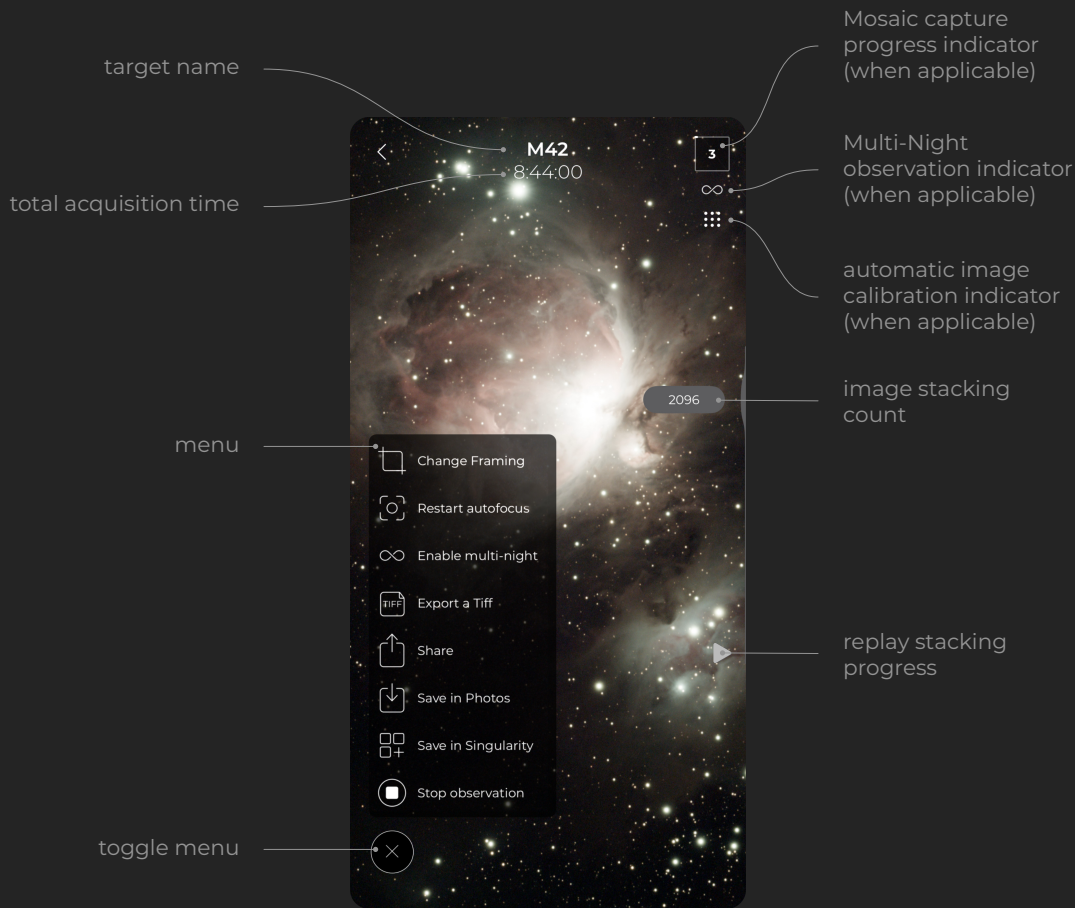 target name
total acquisition time
menu
toggle menu
M42
8:44:00
3
2096
Change Framing
Restart autofocus
Enable multi-night
TIFF
Export a Tiff
Share
Save in Photos
Save in Singularity
Stop observation
Mosaic capture
progress indicator
(when applicable)
Multi-Night
observation indicator
(when applicable)
automatic image
calibration indicator
(when applicable)
image stacking
count
replay stacking
progress